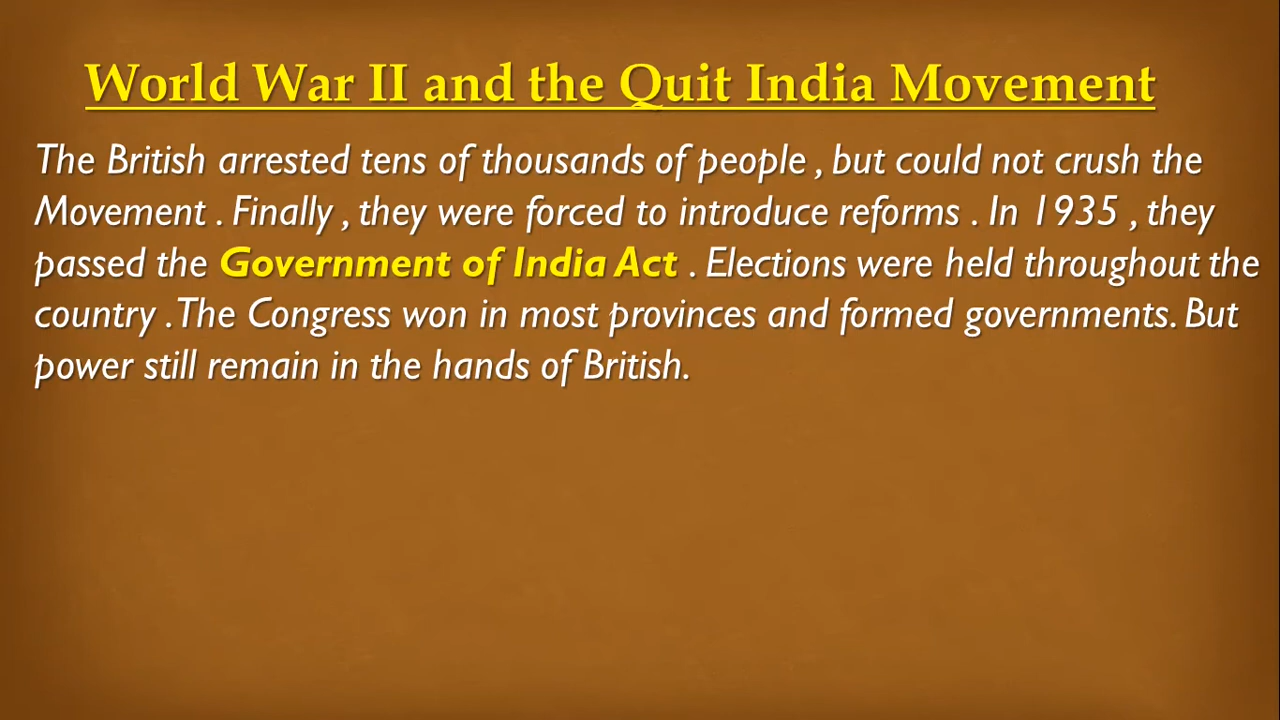 World War II and the Quit India Movement
The British arrested tens of thousands of people , but could not crush the
Movement . Finally , they were forced to introduce reforms . In 1935 , they
passed the Government of India Act . Elections were held throughout the
country .The Congress won in most provinces and formed governments. But
power still remain in the hands of British.